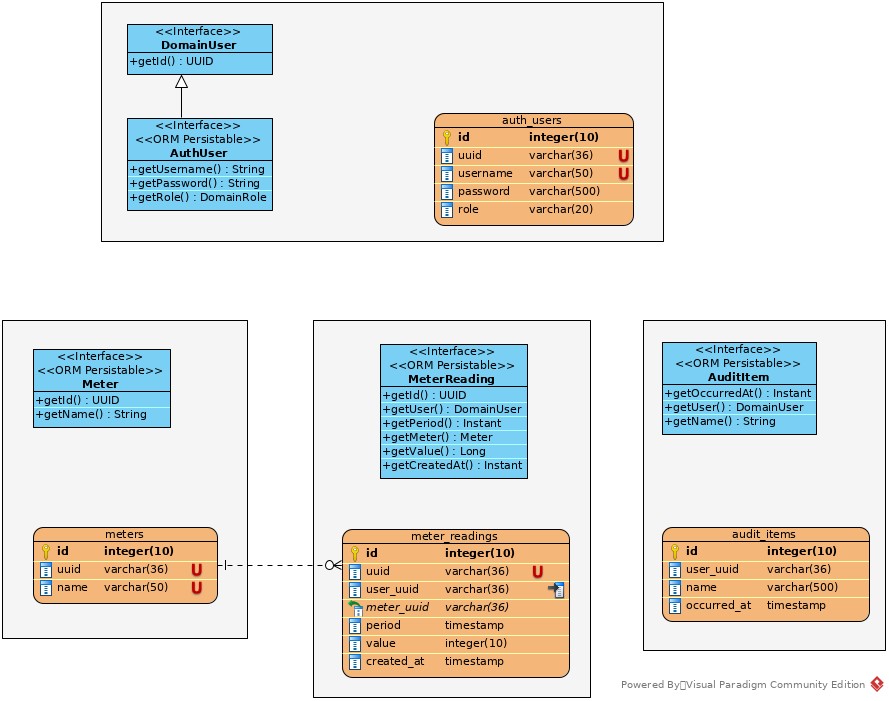 <<Interface>>
DomainUser
+getId() : UUID
<<Interface>>
<<ORM Persistable>>
AuthUser
+getUsername() : String
+getPassword() : String
+getRole() : DomainRole
auth_users
id integer(10)
uuid varchar(36) U
username varchar(50) U
password varchar(500)
role varchar(20)
<<Interface>>
<<ORM Persistable>>
Meter
+getId() : UUID
+getName() : String
meters
id integer(10)
uuid varchar(36) U
name varchar(50) U
<<Interface>>
<<ORM Persistable>>
MeterReading
+getId() : UUID
+getUser() : DomainUser
+getPeriod() : Instant
+getMeter() : Meter
+getValue() : Long
+getCreatedAt() : Instant
meter_readings
id integer(10)
uuid varchar(36) U
user_uuid varchar(36)
meter_uuid varchar(36)
period timestamp
value integer(10)
created_at timestamp
<<Interface>>
<<ORM Persistable>>
AuditItem
+getOccurredAt() : Instant
+getUser() : DomainUser
+getName() : String
audit_items
id integer(10)
user_uuid varchar(36)
name varchar(500)
occurred_at timestamp
Powered By Visual Paradigm Community Edition